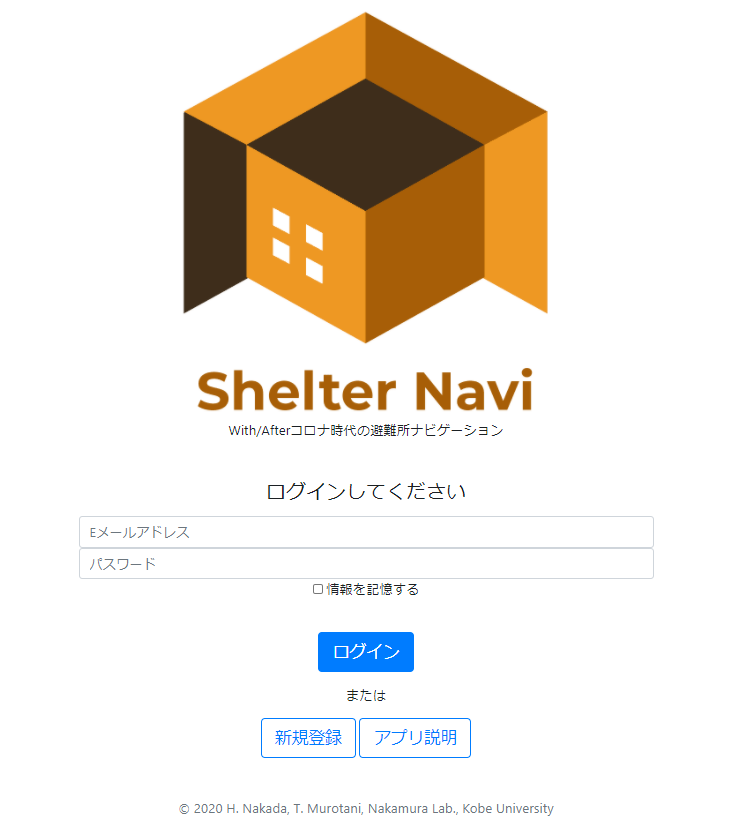 Shelter Navi
With/Afterコロナ時代の避難所ナビゲーション
ログインしてください
Eメールアドレス
パスワード
情報を記憶する
ログイン
または
新規登録 アプリ説明
© 2020 H. Nakada, T. Murotani, Nakamura Lab., Kobe University